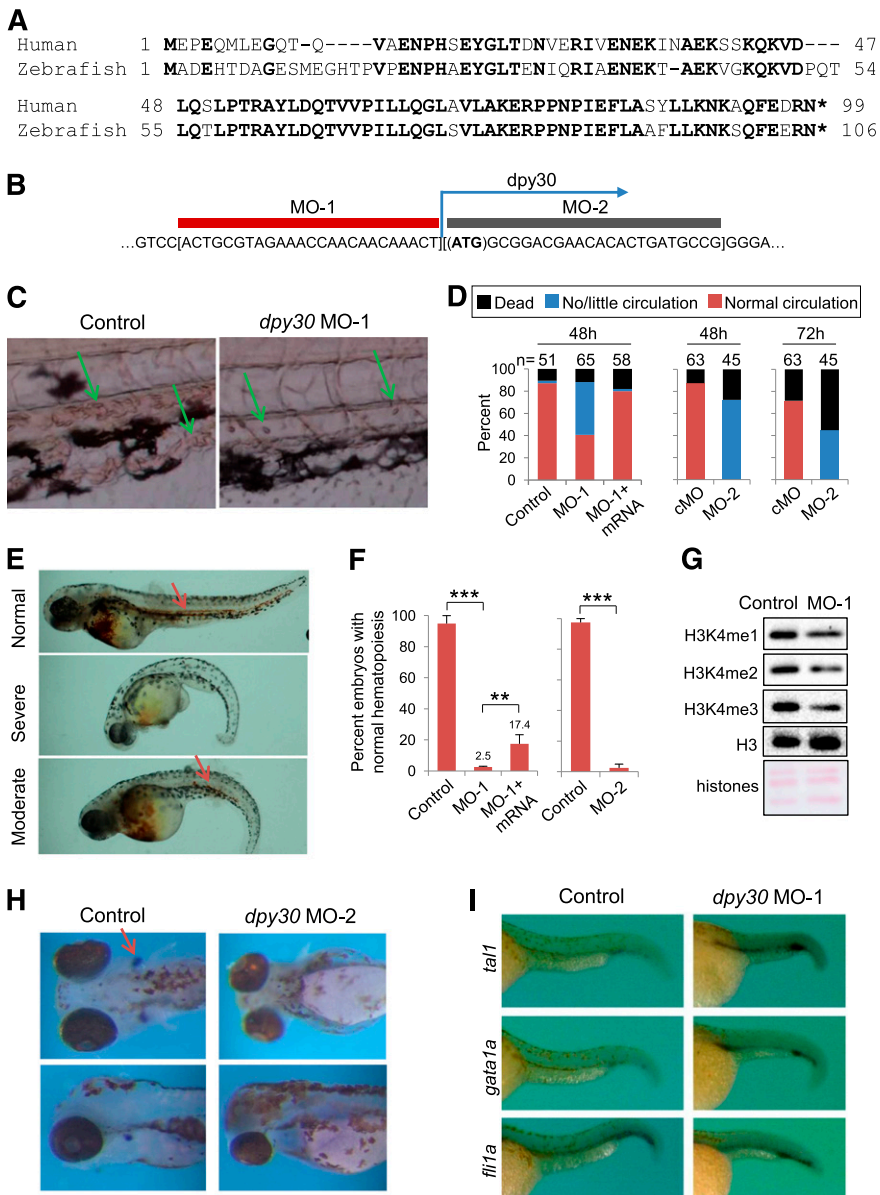 A
Human 1 MEPEQMLEGQT-Q----VAENPHSEYGLTDNVERIVENEKINAEKSSKQKVD--- 47
Zebrafish 1 MADEHTDAGESMEGHTPVPENPHAEYGLTENIQRIAENEKT-AEKVGKQKVDPQT 54
Human 48 LQSLPTRAYLDQTVVPILLQGLAVLAKERPPNPIEFLASYLLKNKAQFEDRN* 99
Zebrafish 55 LQTLPTRAYLDQTVVPILLQGLSVLAKERPPNPIEFLAAFLLKNKSQFEERN* 106
B
dpy30
MO-1 MO-2
...GTCC[ACTGCGTAGAAACCAACAACAAACT][(ATG)GCGGACGAACACACTGATGCCG]GGGA...
C
Control dpy30 MO-1
D
Dead No/little circulation Normal circulation
48h 48h 72h
n= 51 65 58 63 45 63 45
Percent
100
80
60
40
20
0
Control MO-1 MO-1+ mRNA cMO MO-2 cMO MO-2
E
Normal
Severe
Moderate
F
Percent embryos with
normal hematopoiesis
100
80
60
40
20
0
*** ** ***
2.5 17.4
Control MO-1 MO-1+ mRNA Control MO-2
G
Control MO-1
H3K4me1
H3K4me2
H3K4me3
H3
histones
H
Control dpy30 MO-2
I
Control dpy30 MO-1
tal1
gata1a
fli1a